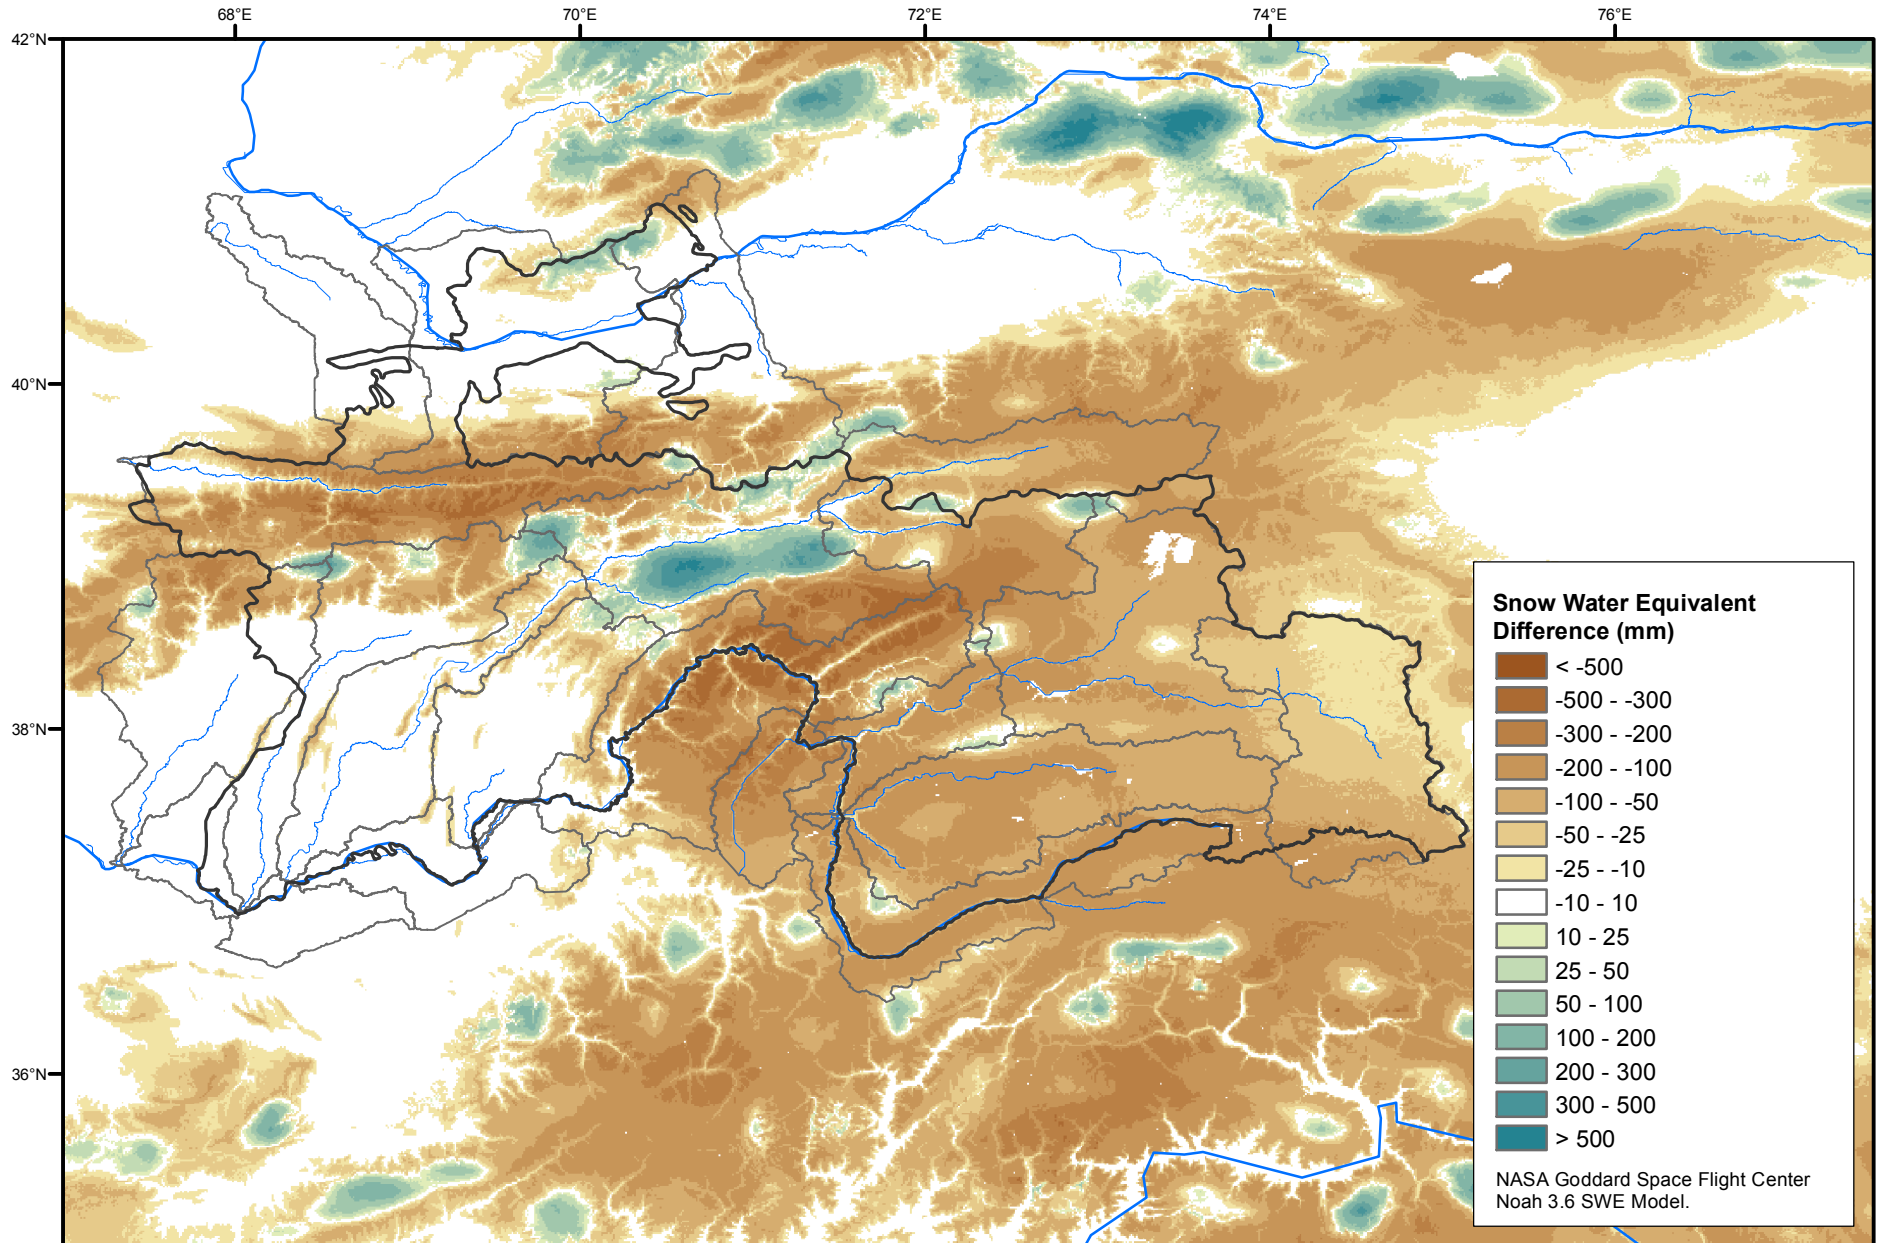 68°E
70°E
72°E
74°E
76°E
42°N
40°N
38°N
36°N
Snow Water Equivalent
Difference (mm)
< -500
-500 - -300
-300 - -200
-200 - -100
-100 - -50
-50 - -25
-25 - -10
-10 - 10
10 - 25
25 - 50
50 - 100
100 - 200
200 - 300
300 - 500
> 500
NASA Goddard Space Flight Center
Noah 3.6 SWE Model.